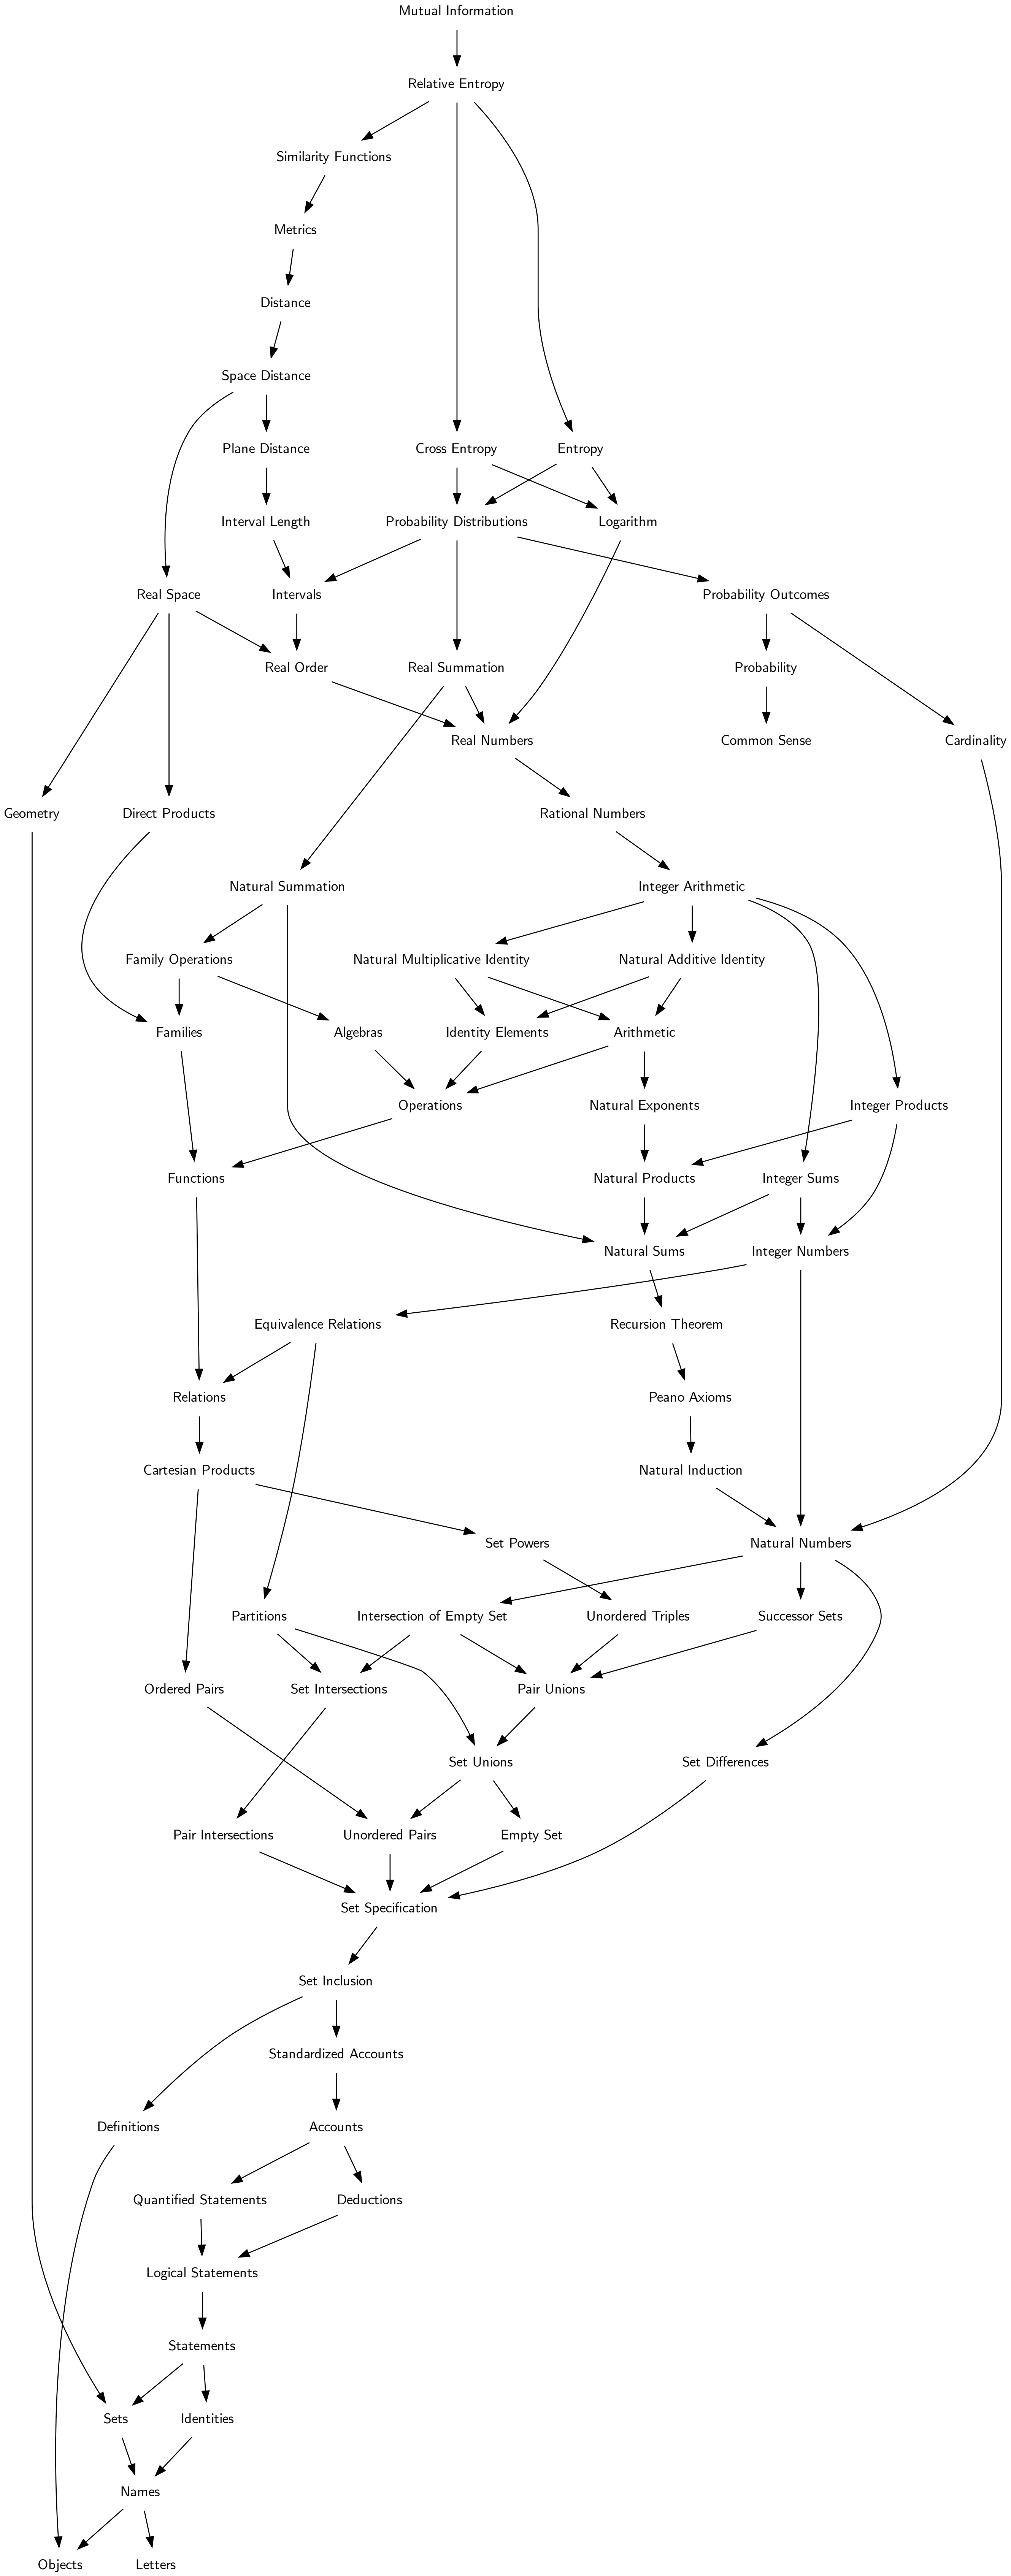 Mutual Information
Relative Entropy
Similarity Functions
Metrics
Distance
Space Distance
Plane Distance
Cross Entropy
Entropy
Interval Length
Probability Distributions
Logarithm
Real Space
Intervals
Probability Outcomes
Real Order
Real Summation
Probability
Real Numbers
Common Sense
Cardinality
Geometry
Direct Products
Rational Numbers
Natural Summation
Integer Arithmetic
Family Operations
Natural Multiplicative Identity
Natural Additive Identity
Families
Algebras
Identity Elements
Arithmetic
Operations
Natural Exponents
Integer Products
Functions
Natural Products
Integer Sums
Natural Sums
Integer Numbers
Equivalence Relations
Recursion Theorem
Relations
Peano Axioms
Cartesian Products
Natural Induction
Set Powers
Natural Numbers
Partitions
Intersection of Empty Set
Unordered Triples
Successor Sets
Ordered Pairs
Set Intersections
Pair Unions
Set Unions
Set Differences
Pair Intersections
Unordered Pairs
Empty Set
Set Specification
Set Inclusion
Standardized Accounts
Definitions
Accounts
Quantified Statements
Deductions
Logical Statements
Statements
Sets
Identities
Names
Objects
Letters